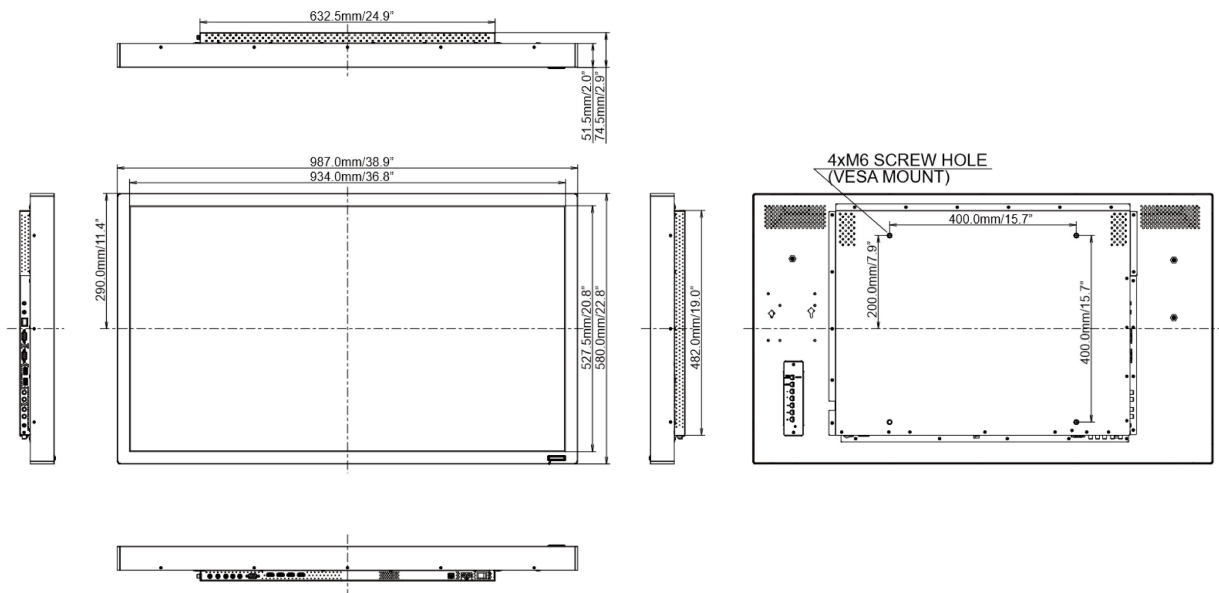 632.5mm/24.9"
51.5mm/2.0"
74.5mm/2.9"
987.0mm/38.9"
934.0mm/36.8"
290.0mm/11.4"
527.5mm/20.8"
580.0mm/22.8"
482.0mm/19.0"
4xM6 SCREW HOLE
(VESA MOUNT)
400.0mm/15.7"
200.0mm/7.9"
400.0mm/15.7"